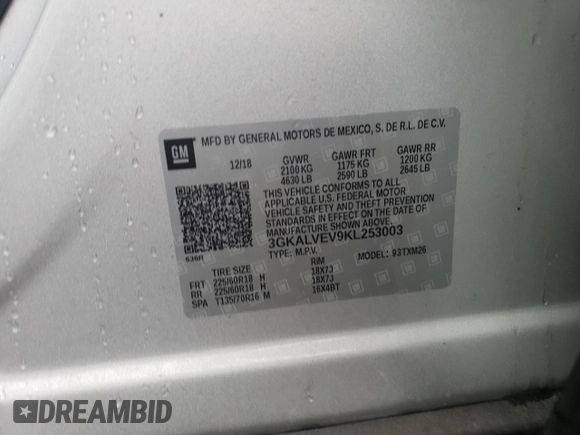 GM
MFD BY GENERAL MOTORS DE MEXICO, S. DE R.L. DE C.V.
12/18 GVWR GAWR FRT GAWR RR
2100 KG 1175 KG 1200 KG
4630 LB 2590 LB 2645 LB
THIS VEHICLE CONFORMS TO ALL
APPLICABLE U.S. FEDERAL MOTOR
VEHICLE SAFETY AND THEFT PREVENTION
STANDARDS IN EFFECT ON THE DATE OF
MANUFACTURE SHOWN ABOVE.
3GKALVEV9KL253003
TYPE: M.P.V. MODEL: 93TXM26
TIRE SIZE RIM
FRT 225/60R18 H 18X7J
RR 225/60R18 H 18X7J
SPA T135/70R16 M 16X4BT
DREAMBID